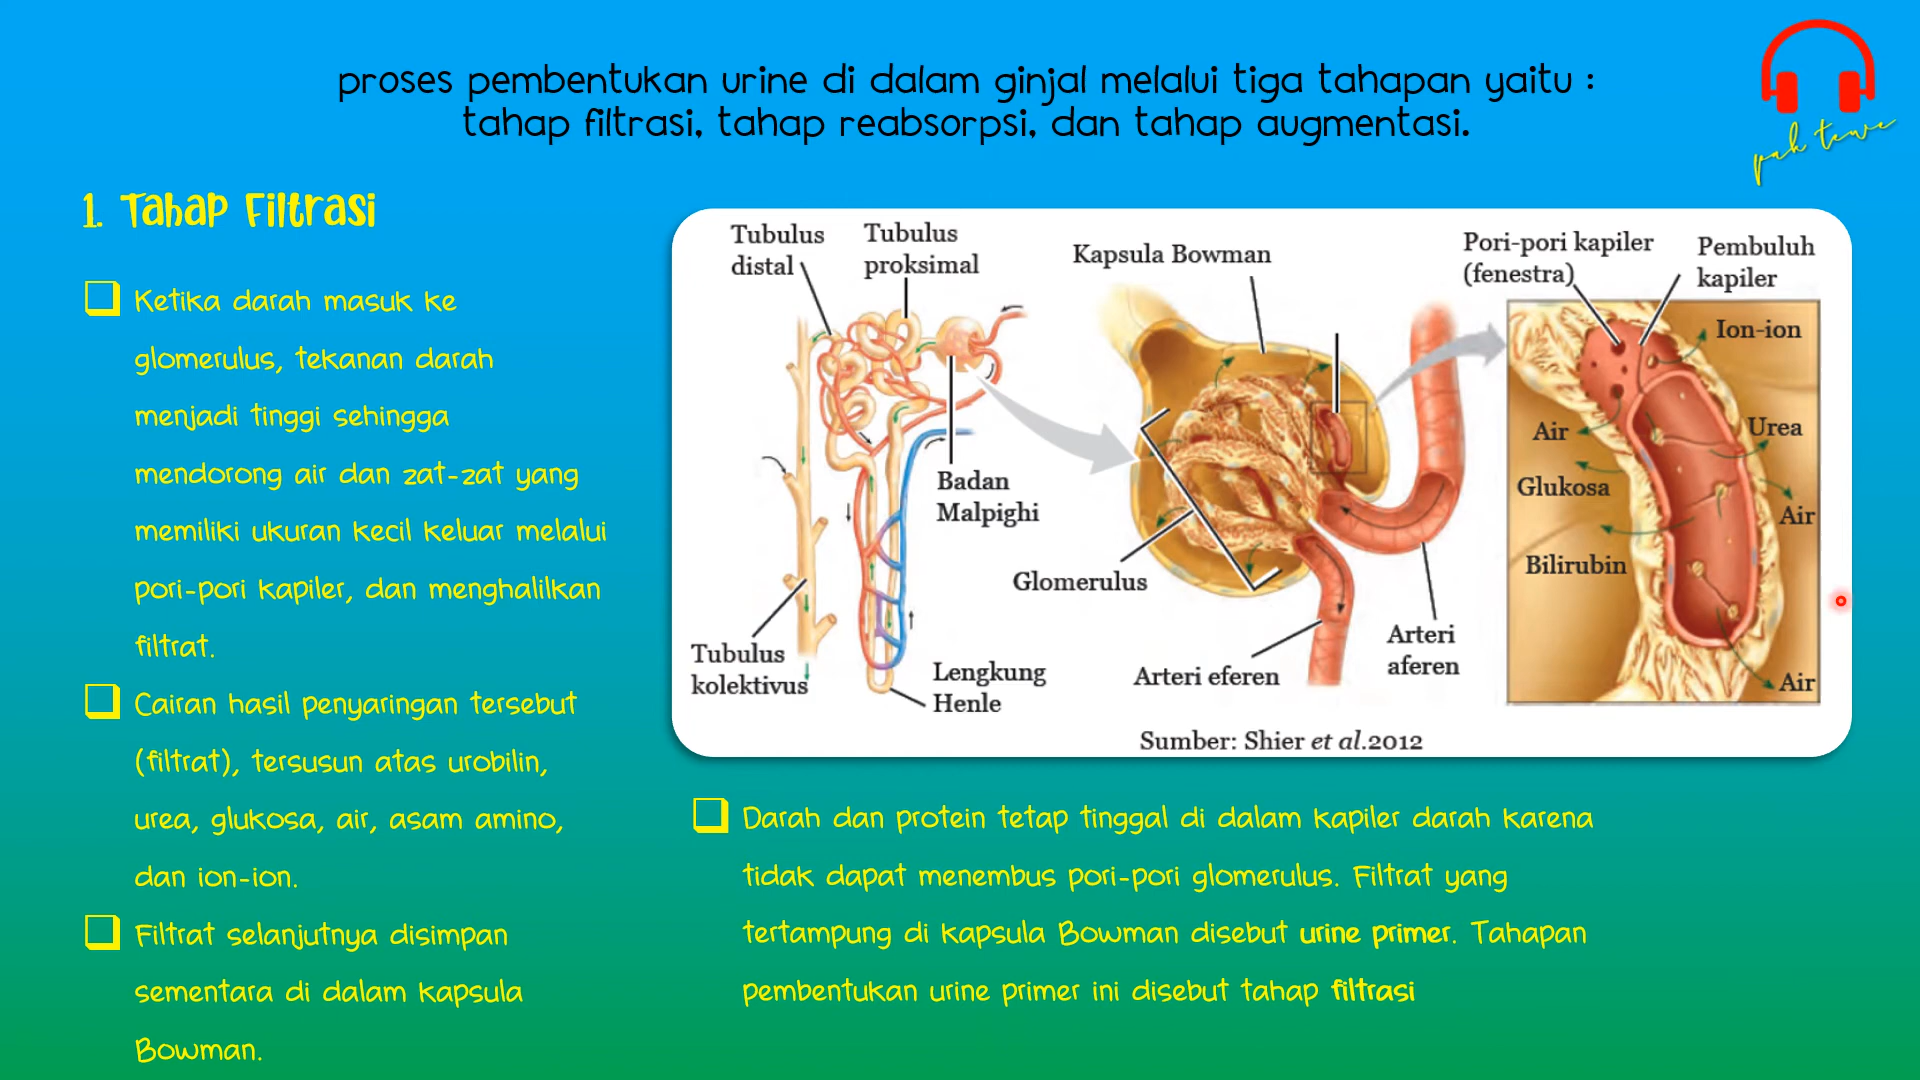 proses pembentukan urine di dalam ginjal melalui tiga tahapan yaitu :
tahap filtrasi, tahap reabsorpsi, dan tahap augmentasi.
pak tewe
1. Tahap Filtrasi
Ketika darah masuk ke
glomerulus, tekanan darah
menjadi tinggi sehingga
mendorong air dan zat-zat yang
memiliki ukuran kecil keluar melalui
pori-pori kapiler, dan menghalilkan
filtrat.
Cairan hasil penyaringan tersebut
(filtrat), tersusun atas urobilin,
urea, glukosa, air, asam amino,
dan ion-ion.
Filtrat selanjutnya disimpan
sementara di dalam kapsula
Bowman.
Tubulus
distal
Tubulus
proksimal
Kapsula Bowman
Pori-pori kapiler
(fenestra)
Pembuluh
kapiler
Ion-ion
Air
Urea
Glukosa
Air
Bilirubin
Air
Badan
Malpighi
Glomerulus
Tubulus
kolektivus
Lengkung
Henle
Arteri eferen
Arteri
aferen
Sumber: Shier et al.2012
Darah dan protein tetap tinggal di dalam kapiler darah karena
tidak dapat menembus pori-pori glomerulus. Filtrat yang
tertampung di kapsula Bowman disebut urine primer. Tahapan
pembentukan urine primer ini disebut tahap filtrasi